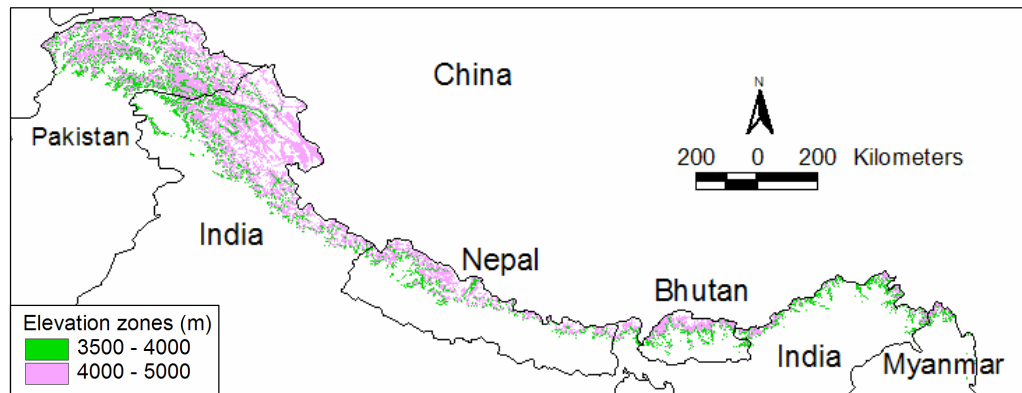 China
N
Pakistan
200 0 200 Kilometers
India
Nepal
Bhutan
India
Myanmar
Elevation zones (m)
3500 - 4000
4000 - 5000